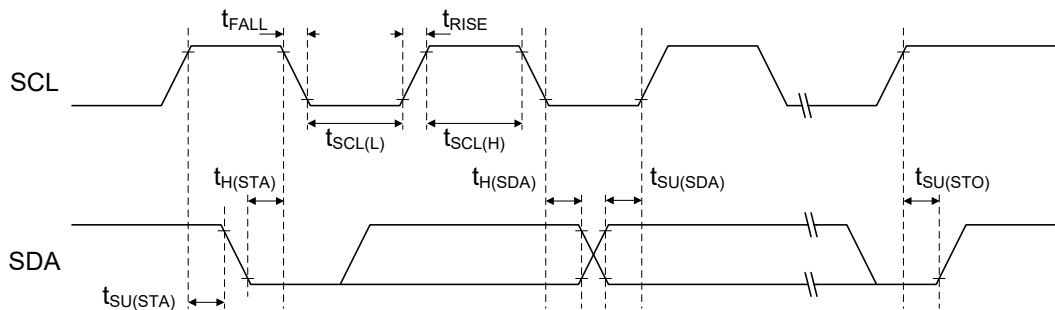 tFALL tRISE
SCL
tSCL(L) tSCL(H)
tH(STA) tH(SDA) tSU(SDA) tSU(STO)
SDA
tSU(STA)